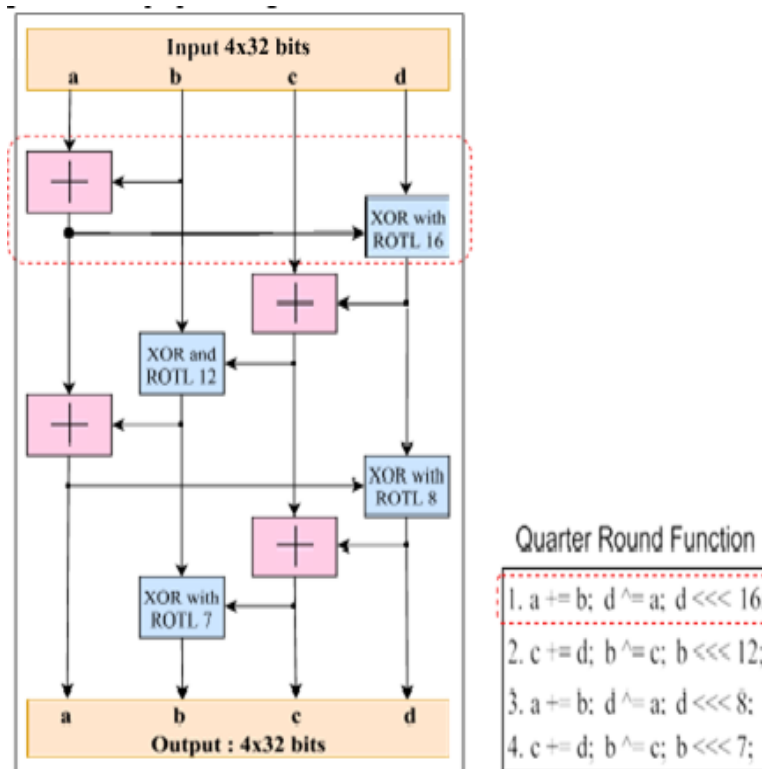 Input 4x32 bits
a b c d
XOR with
ROTL 16
XOR and
ROTL 12
XOR with
ROTL 8
XOR with
ROTL 7
a b c d
Output : 4x32 bits
Quarter Round Function
1. a += b; d ^= a; d <<< 16
2. c += d; b ^= c; b <<< 12;
3. a += b; d ^= a; d <<< 8;
4. c += d; b ^= c; b <<< 7;